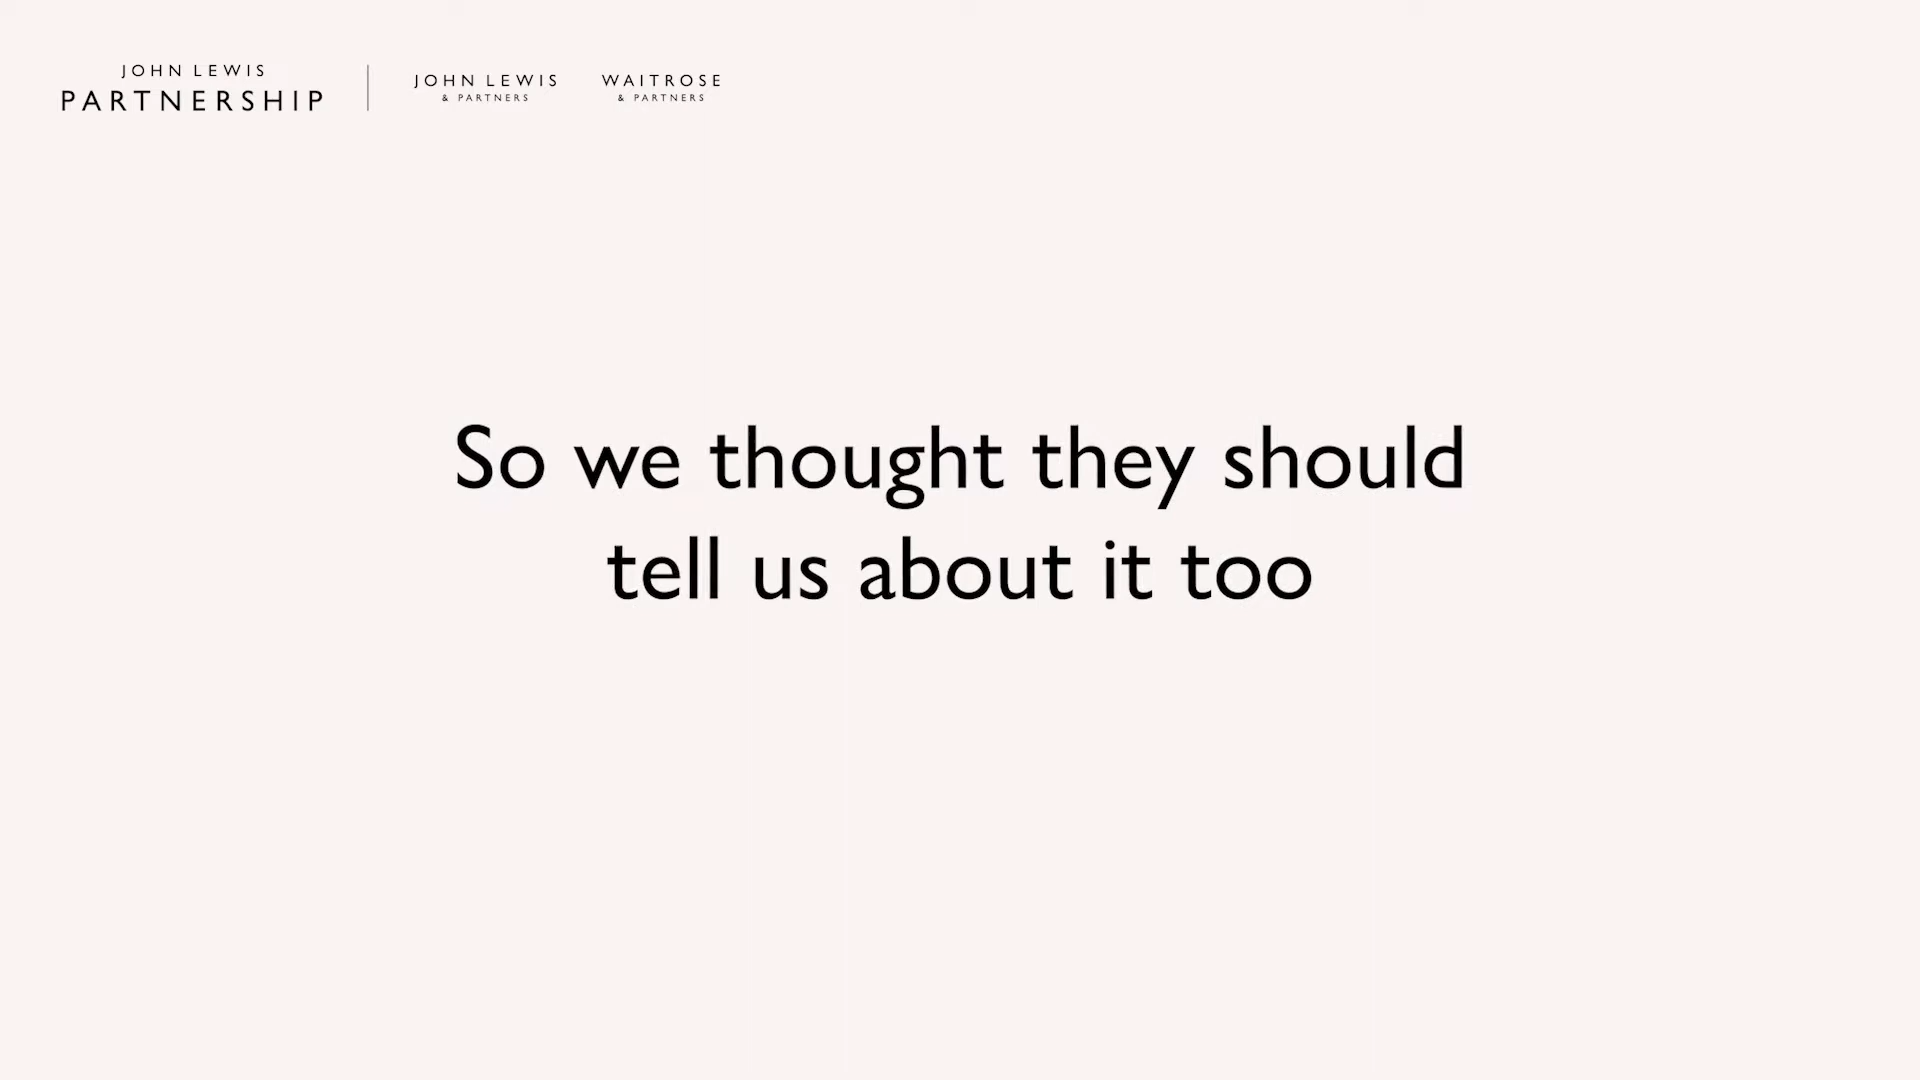 JOHN LEWIS
PARTNERSHIP
JOHN LEWIS
& PARTNERS
WAITROSE
& PARTNERS
So we thought they should
tell us about it too